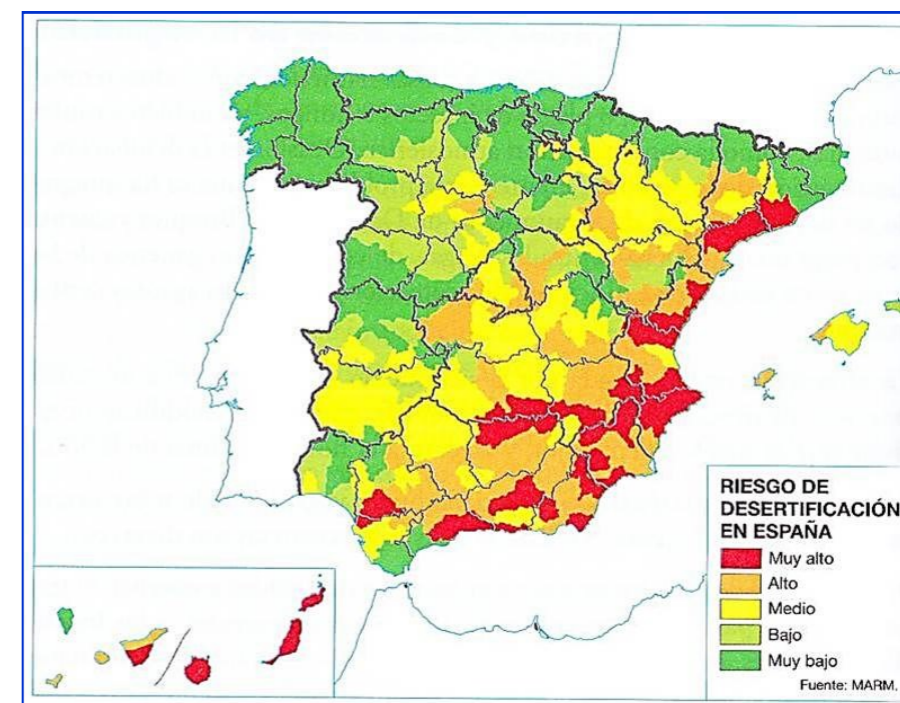 RIESGO DE
DESERTIFICACIÓN
EN ESPAÑA
Muy alto
Alto
Medio
Bajo
Muy bajo
Fuente: MARM.